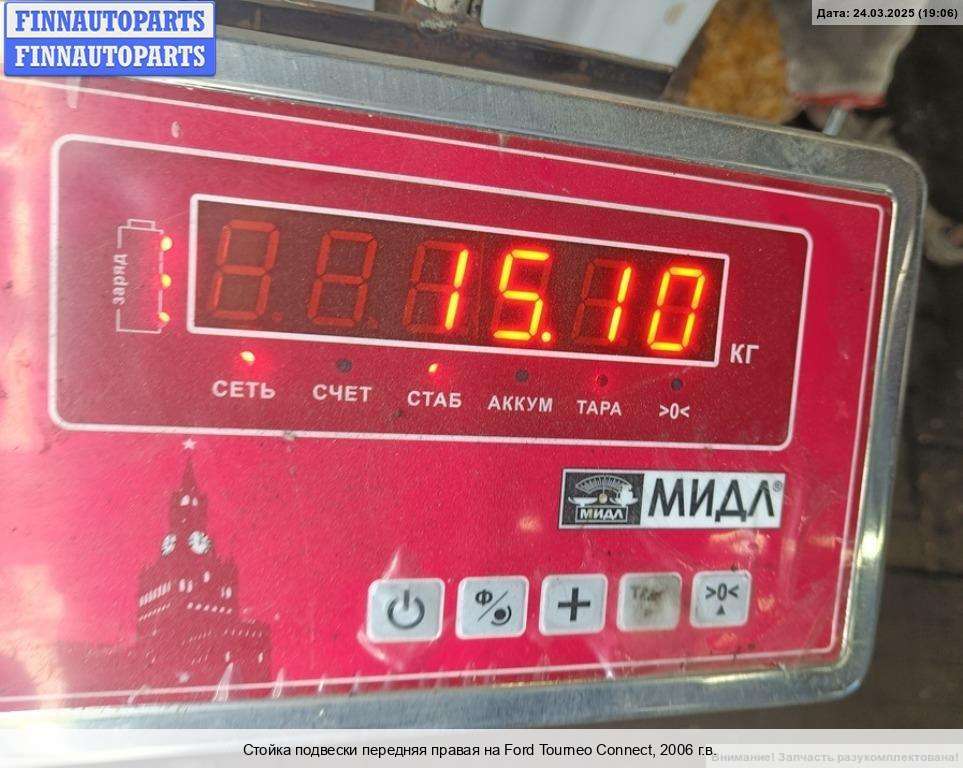 FINNAUTOPARTS
FINNAUTOPARTS
Дата: 24.03.2025 (19:06)
заряд
15.10
КГ
СЕТЬ
СЧЕТ
СТАБ
АККУМ
ТАРА
>0<
МИДЛ
МИДЛ®
Ф/
+
>0<
Стойка подвески передняя правая на Ford Tourneo Connect, 2006 г.в.
Внимание! Запчасть разукомплектована!